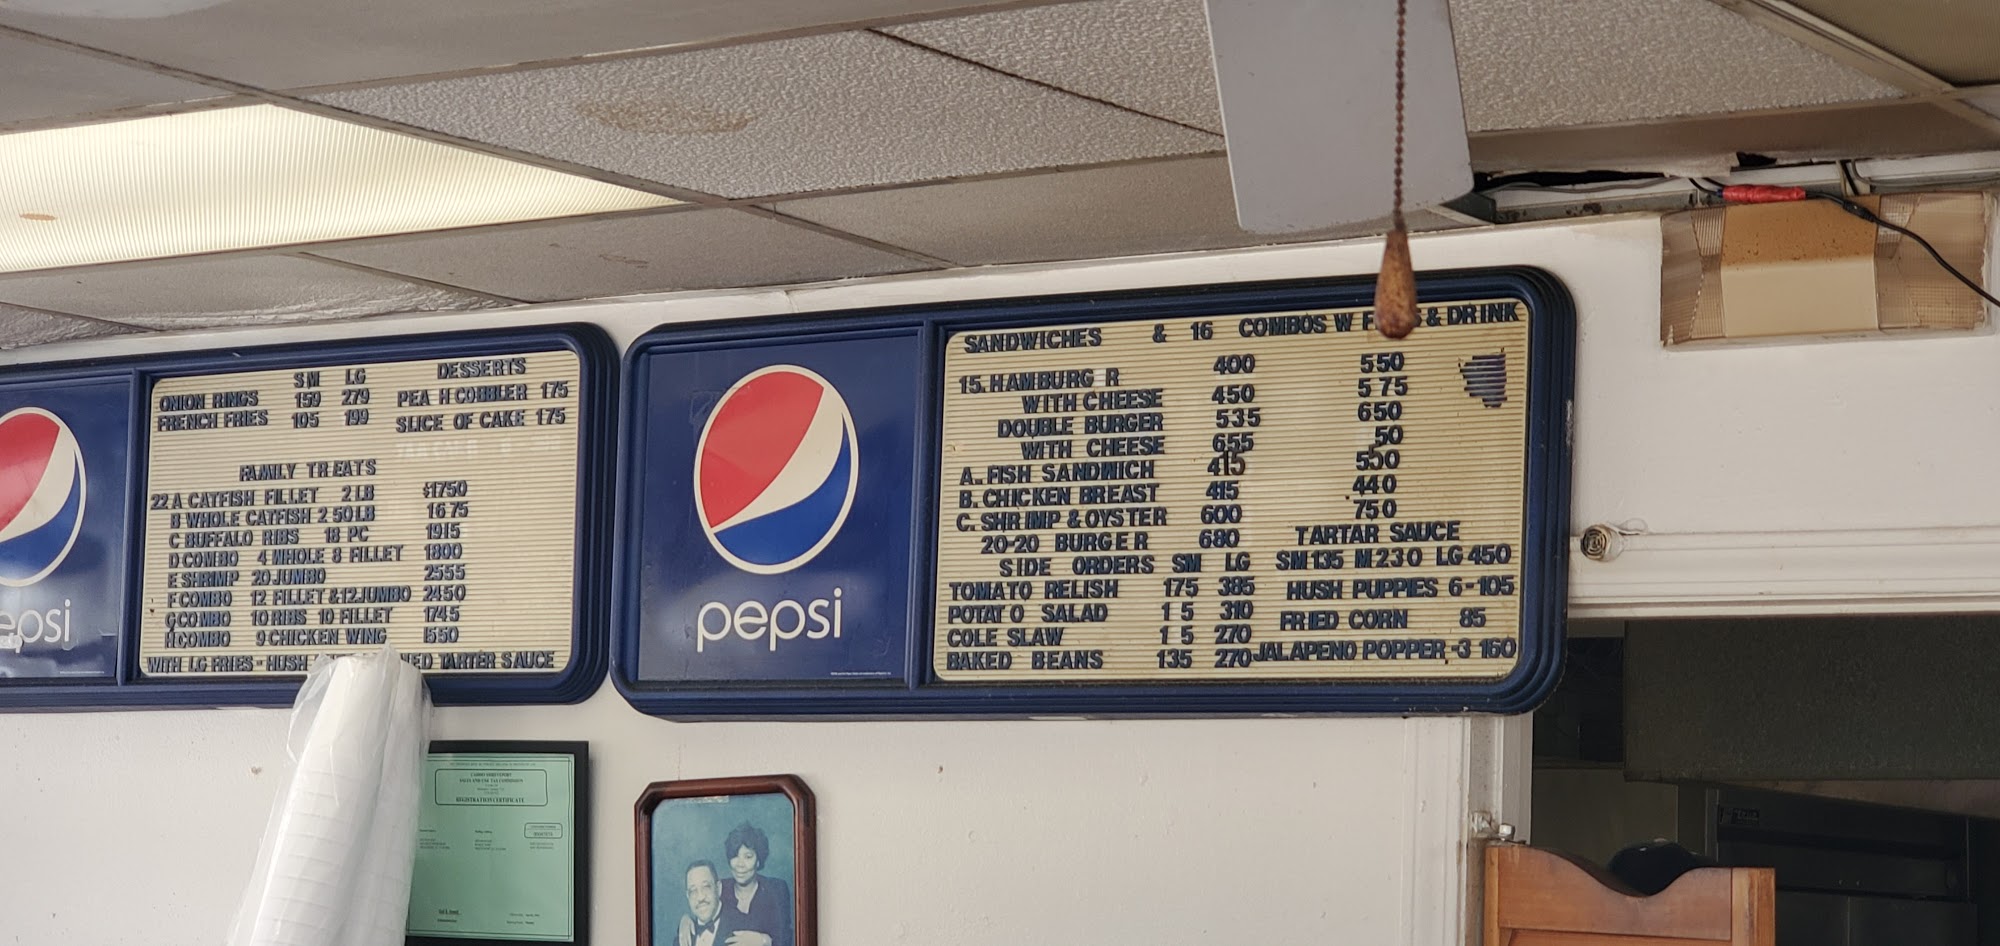 SM LG DESSERTS
ONION RINGS 159 279 PEA H COBBLER 175
FRENCH FRIES 105 199 SLICE OF CAKE 175
FAMILY TREATS
22 A CATFISH FILLET 2 LB $1750
B WHOLE CATFISH 2 50 LB 1675
C BUFFALO RIBS 18 PC 1915
D COMBO 4 WHOLE 8 FILLET 1800
E SHRIMP 20 JUMBO 2555
F COMBO 12 FILLET & 12 JUMBO 2450
G COMBO 10 RIBS 10 FILLET 1745
H COMBO 9 CHICKEN WING 1550
WITH LG FRIES - HUSH TARTER SAUCE
epsi
pepsi
SANDWICHES & 16 COMBOS W & DRINK
15. HAMBURG R 400 550
WITH CHEESE 450 575
DOUBLE BURGER 535 650
WITH CHEESE 655 50
A. FISH SANDWICH 415 550
B. CHICKEN BREAST 415 440
C. SHRIMP & OYSTER 600 750
20-20 BURGER 680 TARTAR SAUCE
SIDE ORDERS SM LG SM 135 M 230 LG 450
TOMATO RELISH 175 385 HUSH PUPPIES 6-105
POTATO SALAD 1 5 310 FRIED CORN 85
COLE SLAW 1 5 270
BAKED BEANS 135 270 JALAPENO POPPER-3 160
REGISTRATION CERTIFICATE